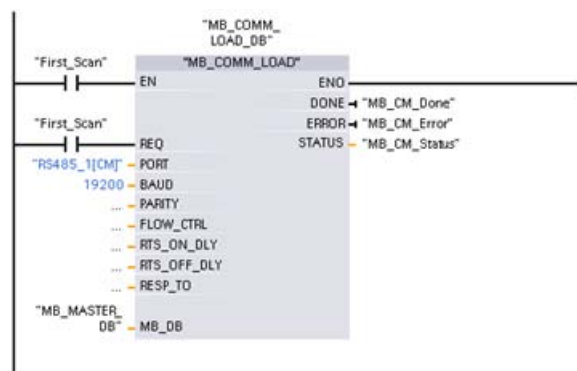 "MB_COMM_
LOAD_DB"
"First_Scan"
"MB_COMM_LOAD"
EN
ENO
DONE
"MB_CM_Done"
ERROR
"MB_CM_Error"
"First_Scan"
REQ
STATUS
"MB_CM_Status"
"RS485_1[CM]"
PORT
19200
BAUD
... PARITY
... FLOW_CTRL
... RTS_ON_DLY
... RTS_OFF_DLY
... RESP_TO
"MB_MASTER_
DB"
MB_DB